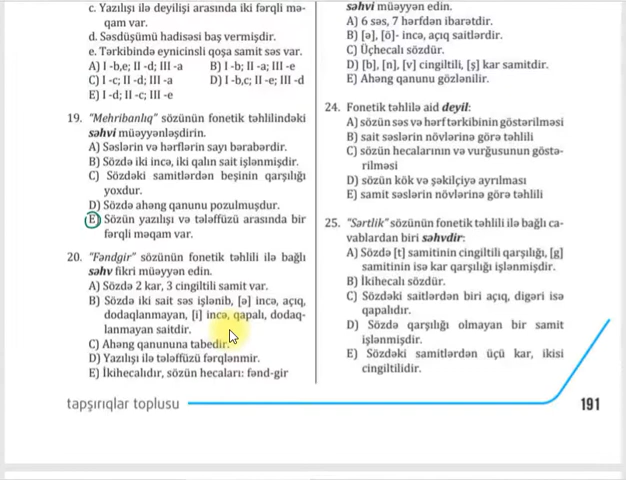 c. Yazılışı ilə deyilişi arasında iki fərqli mə-
qam var.
d. Səsdüşümü hadisəsi baş vermişdir.
e. Tərkibində eynicinsli qoşa samit səs var.
A) I -b,e; II -d; III -a B) I -b; II -a; III -e
C) I -c; II -d; III -a D) I -b,c; II -e; III -d
E) I -d; II -c; III -e
19. "Mehribanlıq" sözünün fonetik təhlilindəki
səhvi müəyyənləşdirin.
A) Səslərin və hərflərin sayı bərabərdir.
B) Sözdə iki incə, iki qalın sait işlənmişdir.
C) Sözdəki samitlərdən beşinin qarşılığı
yoxdur.
D) Sözdə ahəng qanunu pozulmuşdur.
E) Sözün yazılışı və tələffüzü arasında bir
fərqli məqam var.
20. "Fəndgir" sözünün fonetik təhlili ilə bağlı
səhv fikri müəyyən edin.
A) Sözdə 2 kar, 3 cingiltili samit var.
B) Sözdə iki sait səs işlənib, [ə] incə, açıq,
dodaqlanmayan, [i] incə, qapalı, dodaq-
lanmayan saitdir.
C) Ahəng qanununa tabedir.
D) Yazılışı ilə tələffüzü fərqlənmir.
E) İkihecalıdır, sözün hecaları: fənd-gir
səhvi müəyyən edin.
A) 6 səs, 7 hərfdən ibarətdir.
B) [ə], [ö]- incə, açıq saitlərdir.
C) Üçhecalı sözdür.
D) [b], [n], [v] cingiltili, [ş] kar samitdir.
E) Ahəng qanunu gözlənilir.
24. Fonetik təhlilə aid deyil:
A) sözün səs və hərf tərkibinin göstərilməsi
B) sait səslərin növlərinə görə təhlili
C) sözün hecalarının və vurğusunun göstə-
rilməsi
D) sözün kök və şəkilçiyə ayrılması
E) samit səslərin növlərinə görə təhlili
25. "Sərtlik" sözünün fonetik təhlili ilə bağlı ca-
vablardan biri səhvdir:
A) Sözdə [t] samitinin cingiltili qarşılığı, [g]
samitinin isə kar qarşılığı işlənmişdir.
B) İkihecalı sözdür.
C) Sözdəki saitlərdən biri açıq, digəri isə
qapalıdır.
D) Sözdə qarşılığı olmayan bir samit
işlənmişdir.
E) Sözdəki samitlərdən üçü kar, ikisi
cingiltilidir.
tapşırıqlar toplusu
191